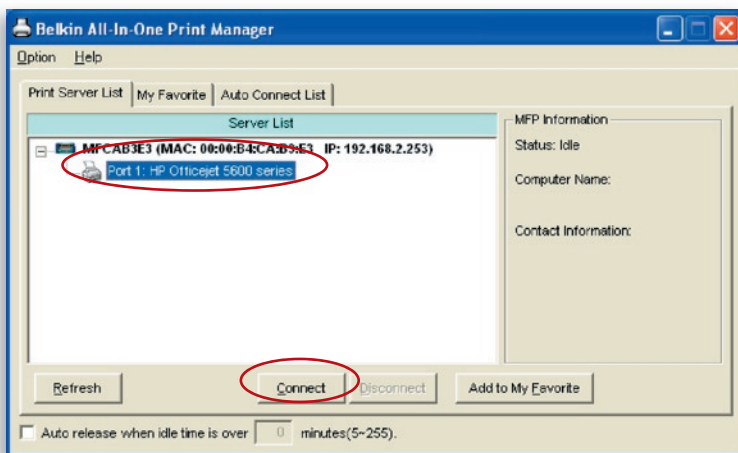 Belkin All-In-One Print Manager
Option Help
Print Server List My Favorite Auto Connect List
Server List
MFCAB3E3 (MAC: 00:00:B4:CA:B3:E3 IP: 192.168.2.253)
Port 1: HP Officejet 5600 series
MFP Information
Status: Idle
Computer Name:
Contact Information:
Refresh Connect Disconnect Add to My Favorite
Auto release when idle time is over 0 minutes(5~255).